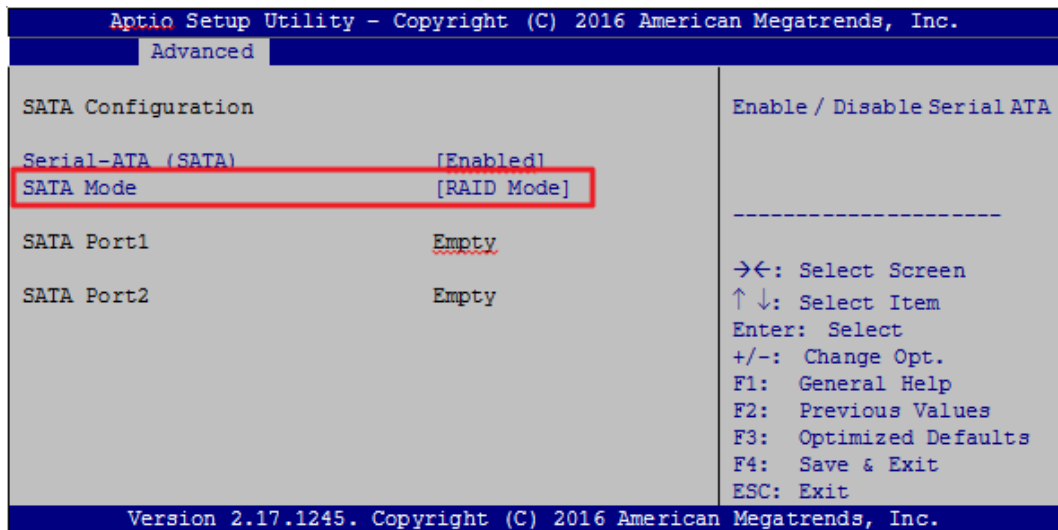 Aptio Setup Utility – Copyright (C) 2016 American Megatrends, Inc.
Advanced
SATA Configuration
Serial-ATA (SATA) [Enabled]
SATA Mode [RAID Mode]
SATA Port1 Empty
SATA Port2 Empty
Enable / Disable Serial ATA
---------------------
→←: Select Screen
↑ ↓: Select Item
Enter: Select
+/-: Change Opt.
F1: General Help
F2: Previous Values
F3: Optimized Defaults
F4: Save & Exit
ESC: Exit
Version 2.17.1245. Copyright (C) 2016 American Megatrends, Inc.